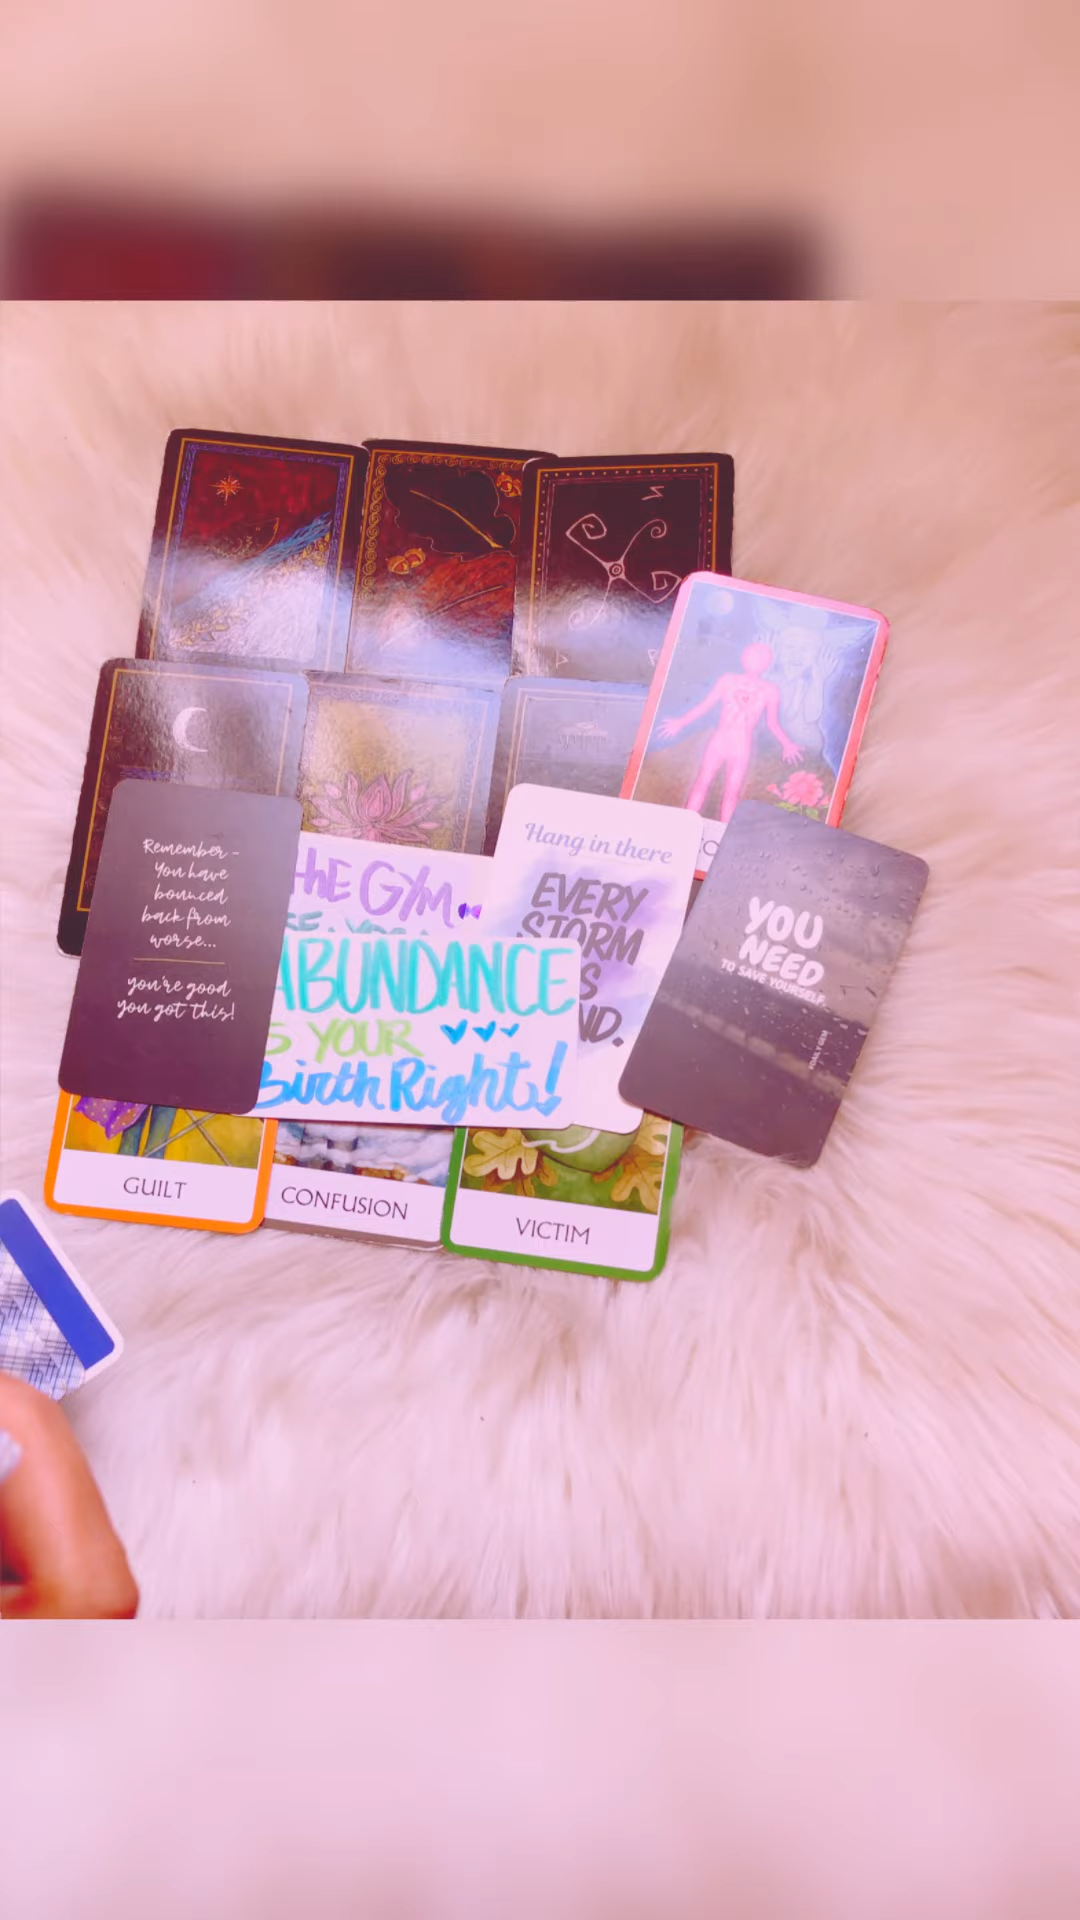 Remember -
You have
bounced
back from
worse...
you're good
you got this!
THE GYM..
ABUNDANCE
YOUR
Birth Right!
Hang in there
EVERY
STORM
YOU
NEED
TO SAVE YOURSELF.
GUILT
CONFUSION
VICTIM